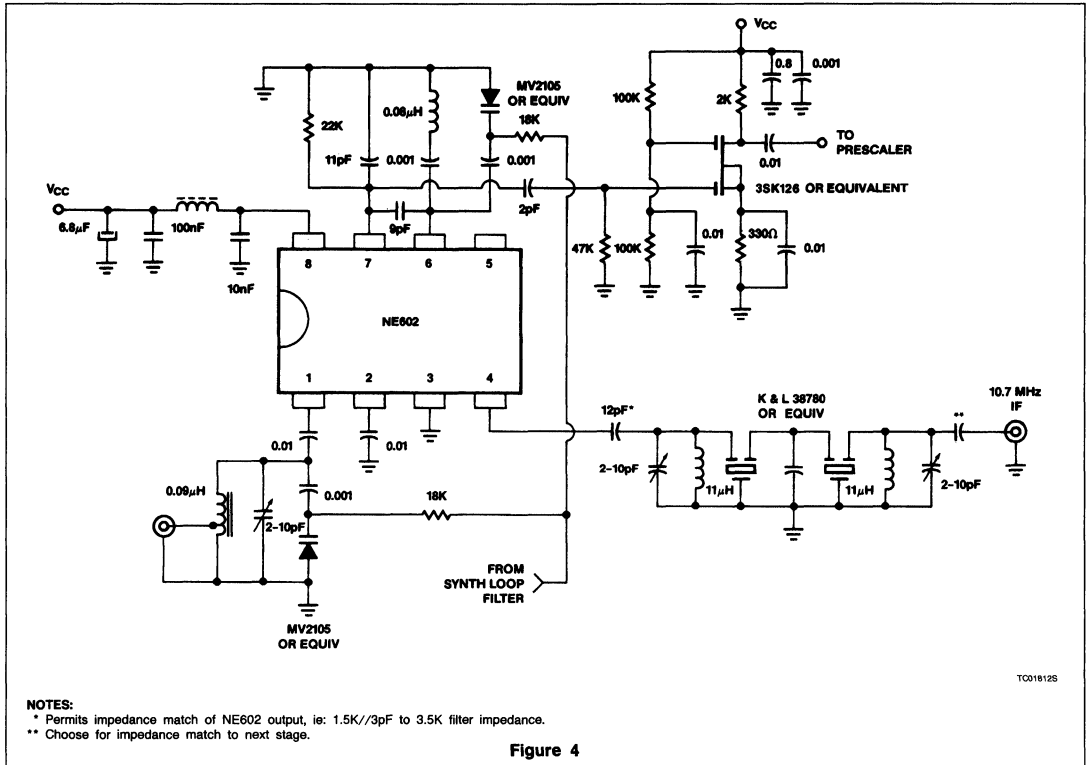 VCC
0.8
0.001
MV2105
OR EQUIV
100K
2K
0.08μH
22K
18K
TO
PRESCALER
0.01
11pF
0.001
0.001
3SK126 OR EQUIVALENT
VCC
2pF
6.8μF
100nF
9pF
0.01
330Ω
0.01
47K
100K
10nF
8
7
6
5
NE602
1
2
3
4
10.7 MHz
IF
K & L 38780
OR EQUIV
12pF*
**
0.01
0.01
2-10pF
11μH
11μH
2-10pF
0.09μH
0.001
18K
2-10pF
FROM
SYNTH LOOP
FILTER
MV2105
OR EQUIV
TC01812S
NOTES:
* Permits impedance match of NE602 output, ie: 1.5K//3pF to 3.5K filter impedance.
** Choose for impedance match to next stage.
Figure 4